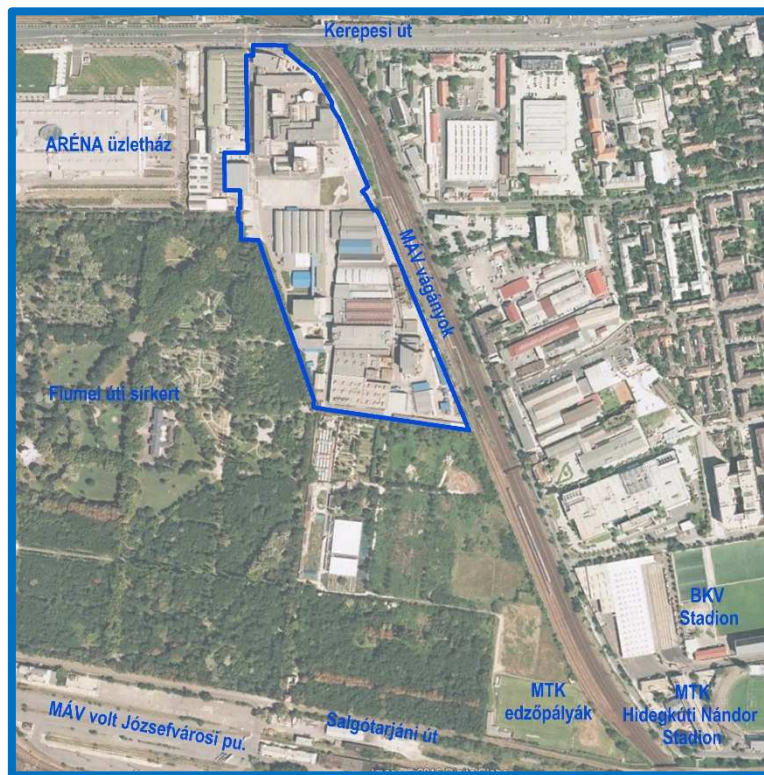 Kerepesi út
ARÉNA üzletház
MÁV vágányok
Fiumei úti sírkert
BKV
Stadion
MTK
edzőpályák
MTK
Hidegkúti Nándor
Stadion
MÁV volt Józsefvárosi pu.
Salgótarjáni út